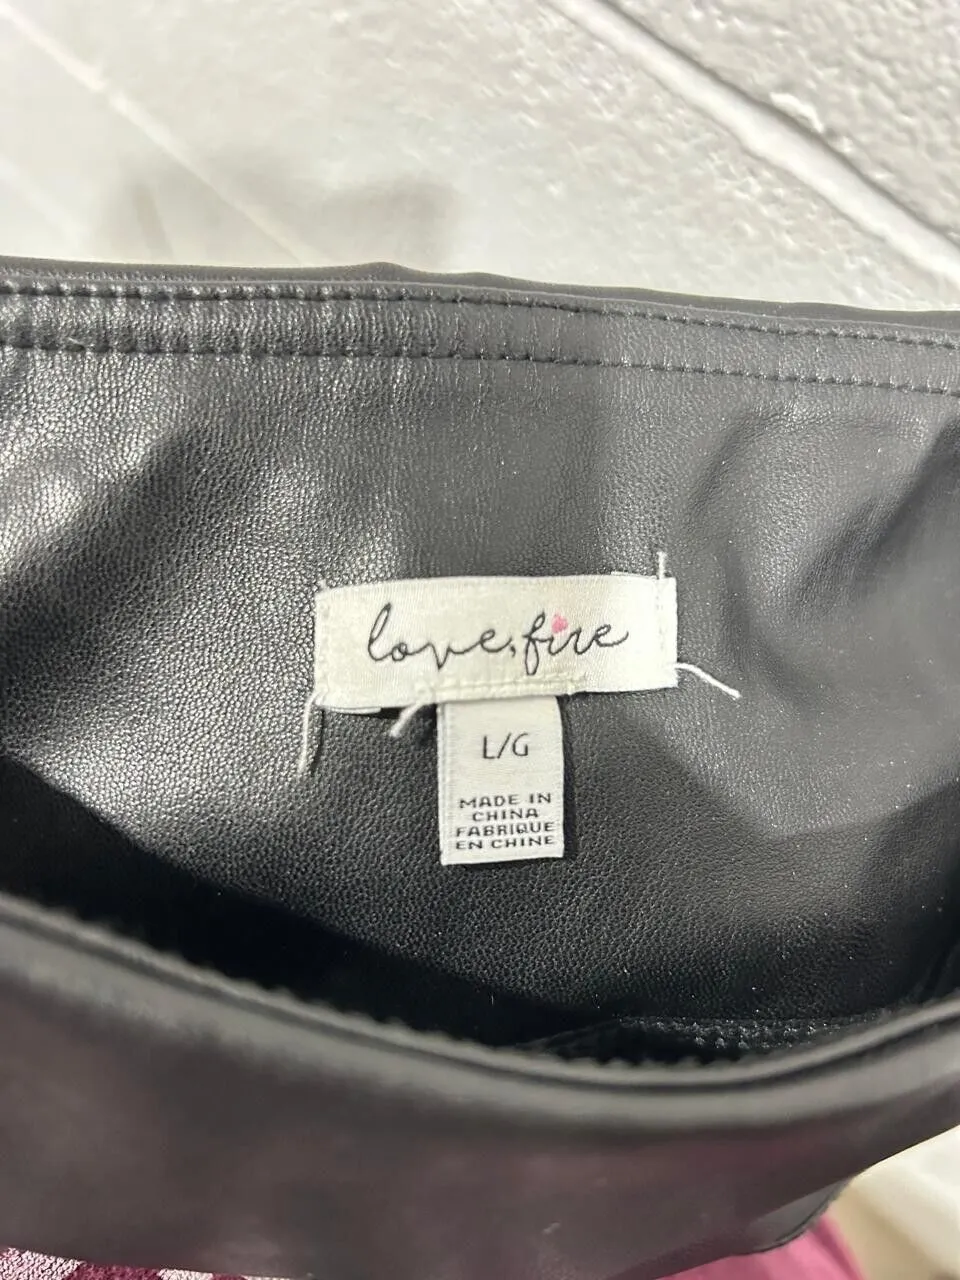 love, fire
L/G
MADE IN
CHINA
FABRIQUE
EN CHINE